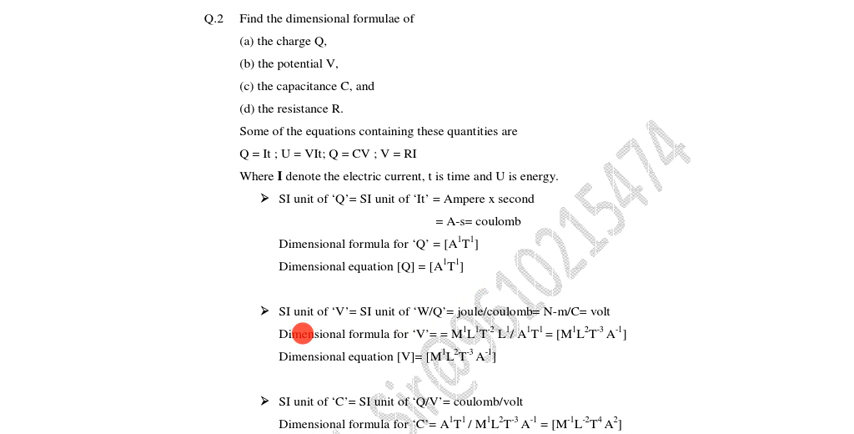 Q.2 Find the dimensional formulae of
(a) the charge Q,
(b) the potential V,
(c) the capacitance C, and
(d) the resistance R.
Some of the equations containing these quantities are
Q = It ; U = VIt; Q = CV ; V = RI
Where I denote the electric current, t is time and U is energy.
➢ SI unit of ‘Q’= SI unit of ‘It’ = Ampere x second
= A-s= coulomb
Dimensional formula for ‘Q’ = [A¹T¹]
Dimensional equation [Q] = [A¹T¹]
➢ SI unit of ‘V’= SI unit of ‘W/Q’= joule/coulomb= N-m/C= volt
Dimensional formula for ‘V’= = M¹L¹T⁻² L¹/ A¹T¹ = [M¹L²T⁻³ A⁻¹]
Dimensional equation [V]= [M¹L²T⁻³ A⁻¹]
➢ SI unit of ‘C’= SI unit of ‘Q/V’= coulomb/volt
Dimensional formula for ‘C’= A¹T¹ / M¹L²T⁻³ A⁻¹ = [M⁻¹L⁻²T⁴ A²]
Sir@9610215474